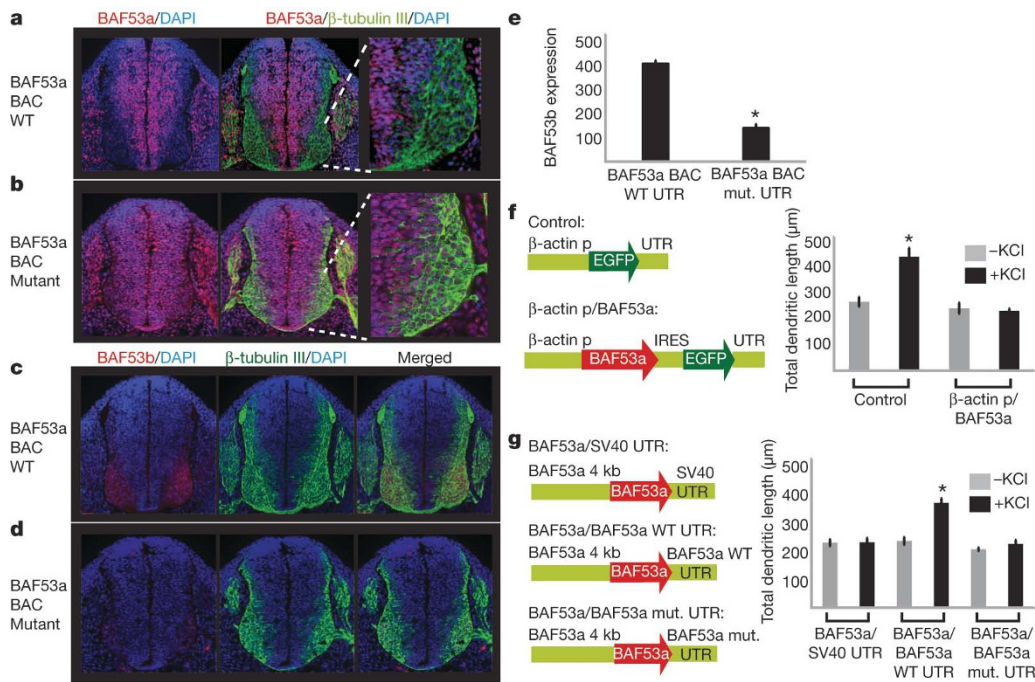 a
BAF53a/DAPI
BAF53a/β-tubulin III/DAPI
BAF53a
BAC
WT
b
BAF53a
BAC
Mutant
BAF53b/DAPI
β-tubulin III/DAPI
Merged
c
BAF53a
BAC
WT
d
BAF53a
BAC
Mutant
e
BAF53b expression
500
400
300
200
100
*
BAF53a BAC
WT UTR
BAF53a BAC
mut. UTR
f
Control:
β-actin p
UTR
EGFP
β-actin p/BAF53a:
β-actin p
IRES
UTR
BAF53a
EGFP
Total dendritic length (μm)
500
400
300
200
100
*
–KCl
+KCl
Control
β-actin p/
BAF53a
g
BAF53a/SV40 UTR:
BAF53a 4 kb
SV40
BAF53a
UTR
BAF53a/BAF53a WT UTR:
BAF53a 4 kb
BAF53a WT
BAF53a
UTR
BAF53a/BAF53a mut. UTR:
BAF53a 4 kb
BAF53a mut.
BAF53a
UTR
Total dendritic length (μm)
500
400
300
200
100
*
–KCl
+KCl
BAF53a/
SV40 UTR
BAF53a/
BAF53a
WT UTR
BAF53a/
BAF53a
mut. UTR